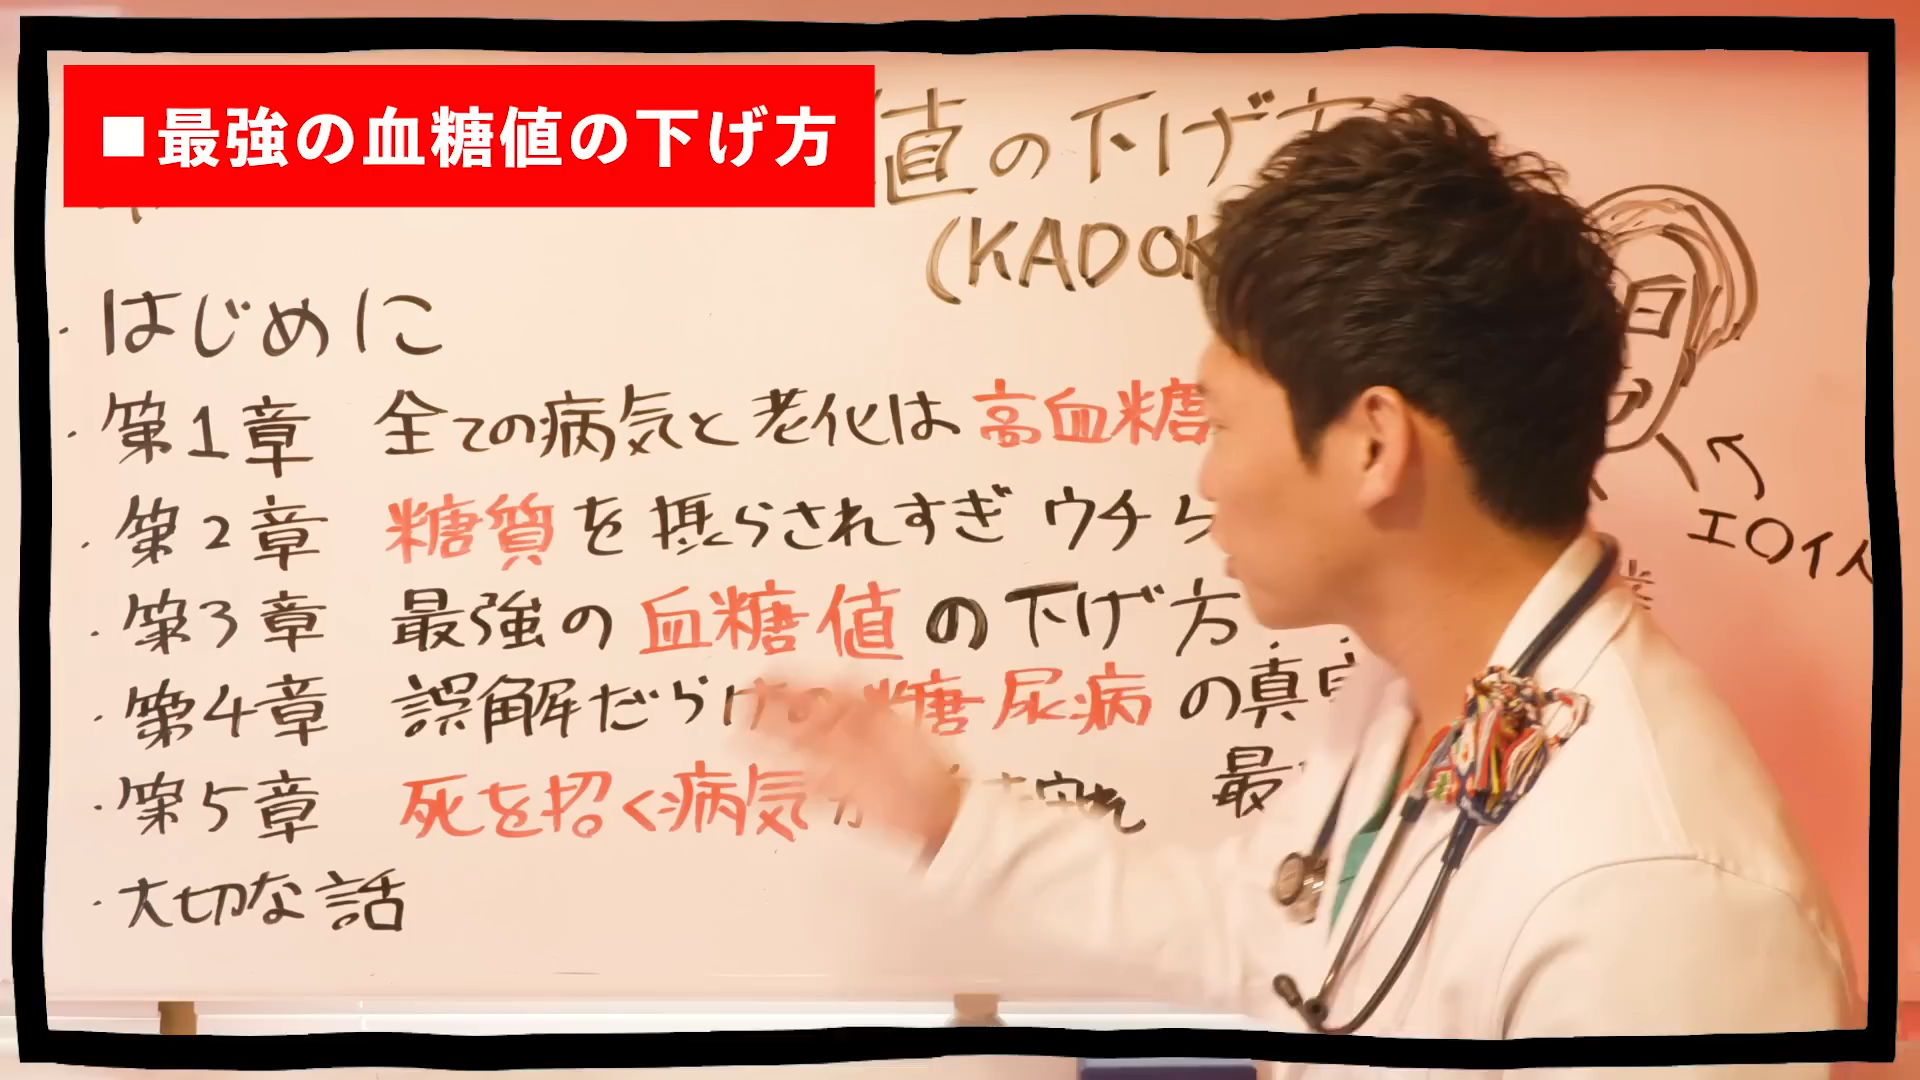 ■最強の血糖値の下げ方
値の下げ方
(KADOK
・はじめに
・第1章 全ての病気と老化は高血糖
・第2章 糖質を摂らされすぎウチら
・第3章 最強の血糖値の下げ方
・第4章 誤解だらけの糖尿病の真実
・第5章 死を招く病気 最
・大切な話
日
エロイ人